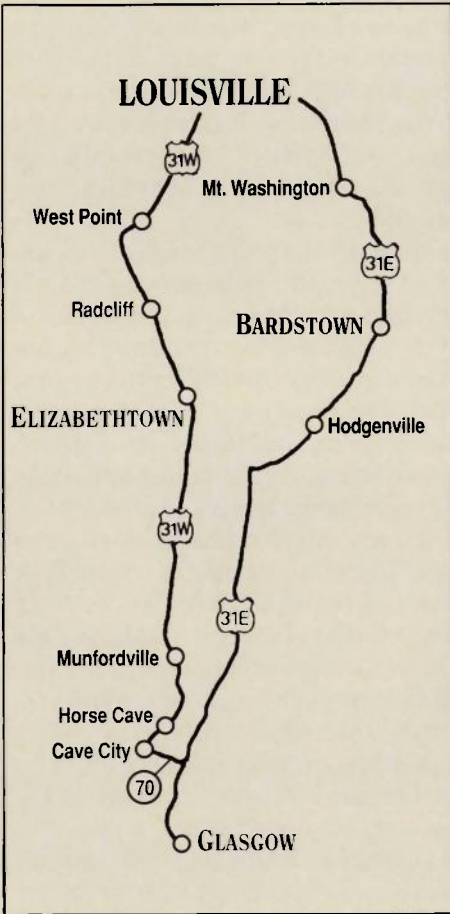 LOUISVILLE
31W
Mt. Washington
West Point
31E
Radcliff
BARDSTOWN
ELIZABETHTOWN
Hodgenville
31W
31E
Munfordville
Horse Cave
Cave City
70
GLASGOW